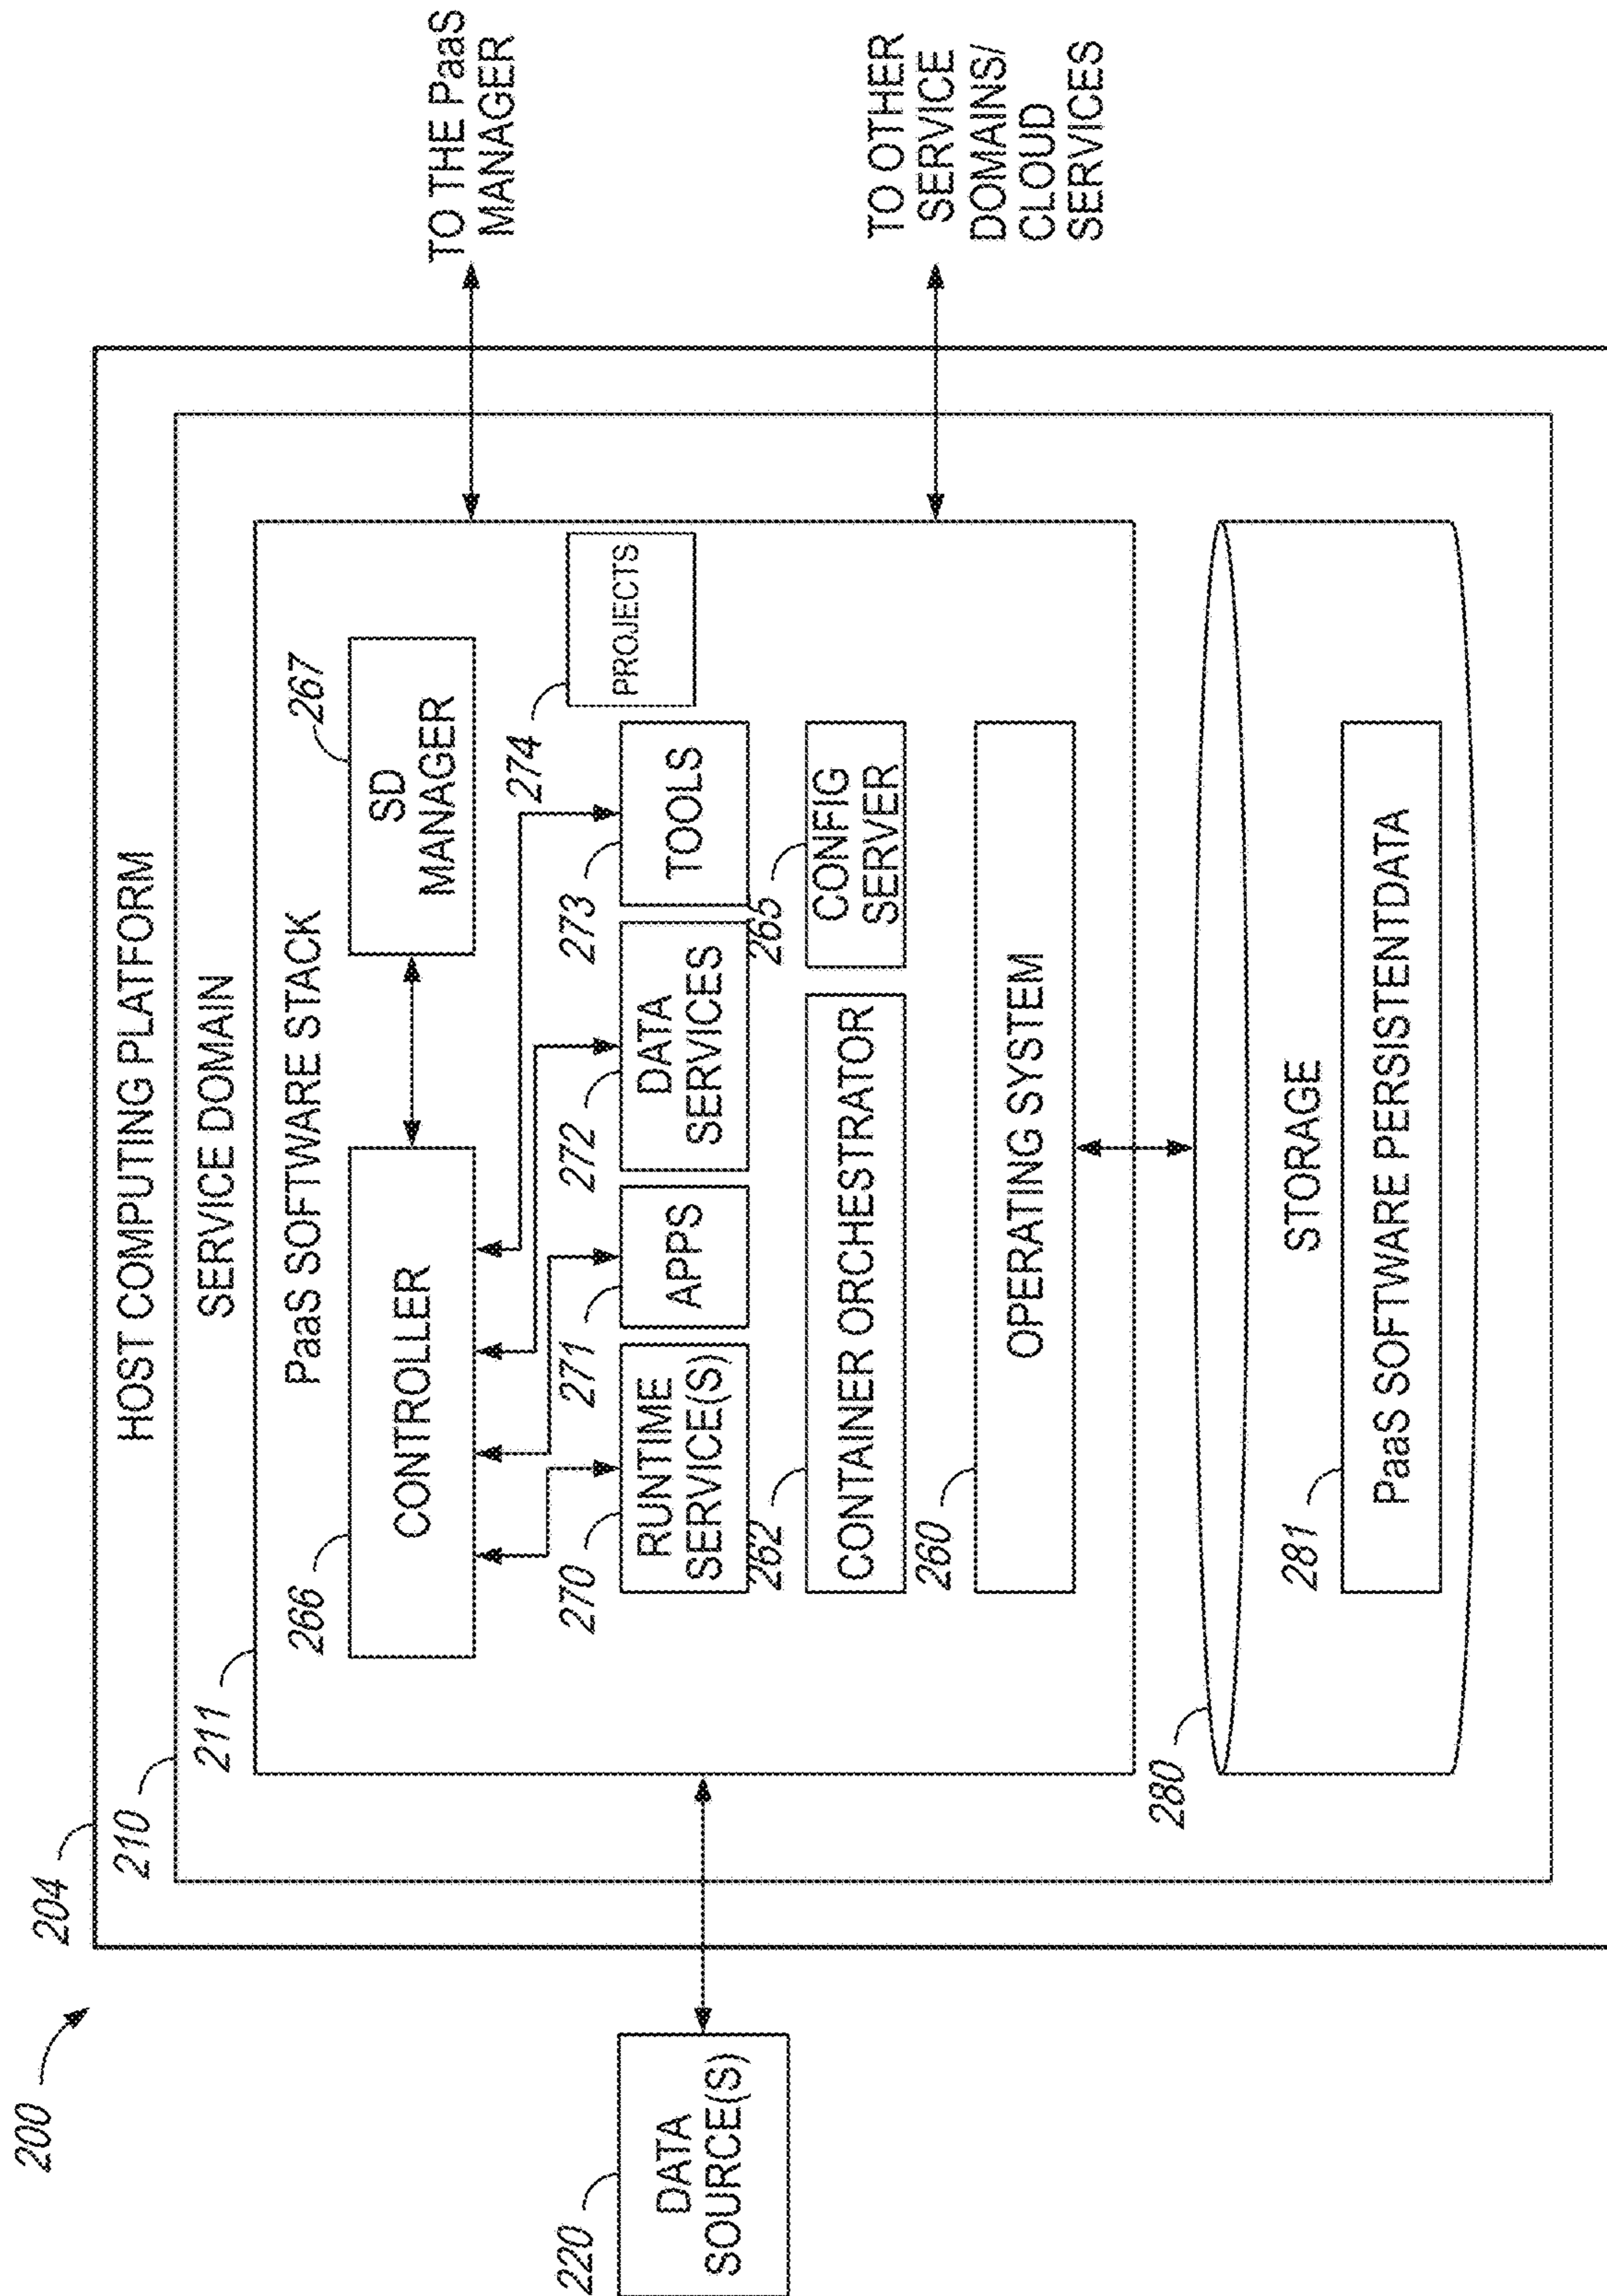 200
204
HOST COMPUTING PLATFORM
210
SERVICE DOMAIN
211
PaaS SOFTWARE STACK
266
CONTROLLER
267
SD
MANAGER
TO THE PaaS
MANAGER
274
PROJECTS
220
DATA
SOURCE(S)
270
RUNTIME
SERVICE(S)
271
APPS
272
DATA
SERVICES
273
TOOLS
262
CONTAINER ORCHESTRATOR
265
CONFIG
SERVER
TO OTHER
SERVICE
DOMAINS/
CLOUD
SERVICES
260
OPERATING SYSTEM
280
STORAGE
281
PaaS SOFTWARE PERSISTENTDATA